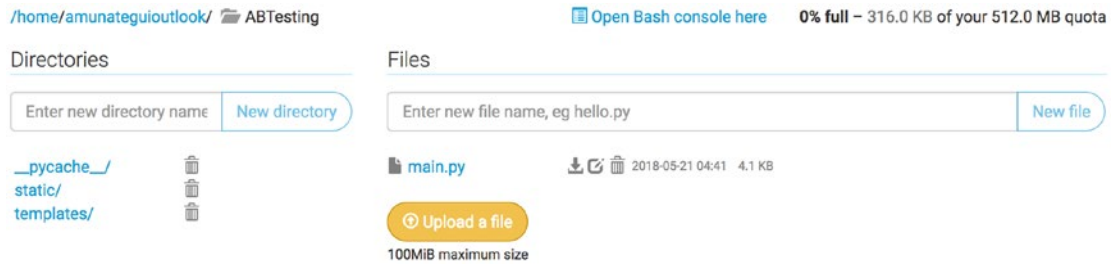 /home/amunateguioutlook/ ABTesting
Open Bash console here 0% full – 316.0 KB of your 512.0 MB quota
Directories
Enter new directory name New directory
__pycache__/
static/
templates/
Files
Enter new file name, eg hello.py New file
main.py 2018-05-21 04:41 4.1 KB
Upload a file
100MiB maximum size